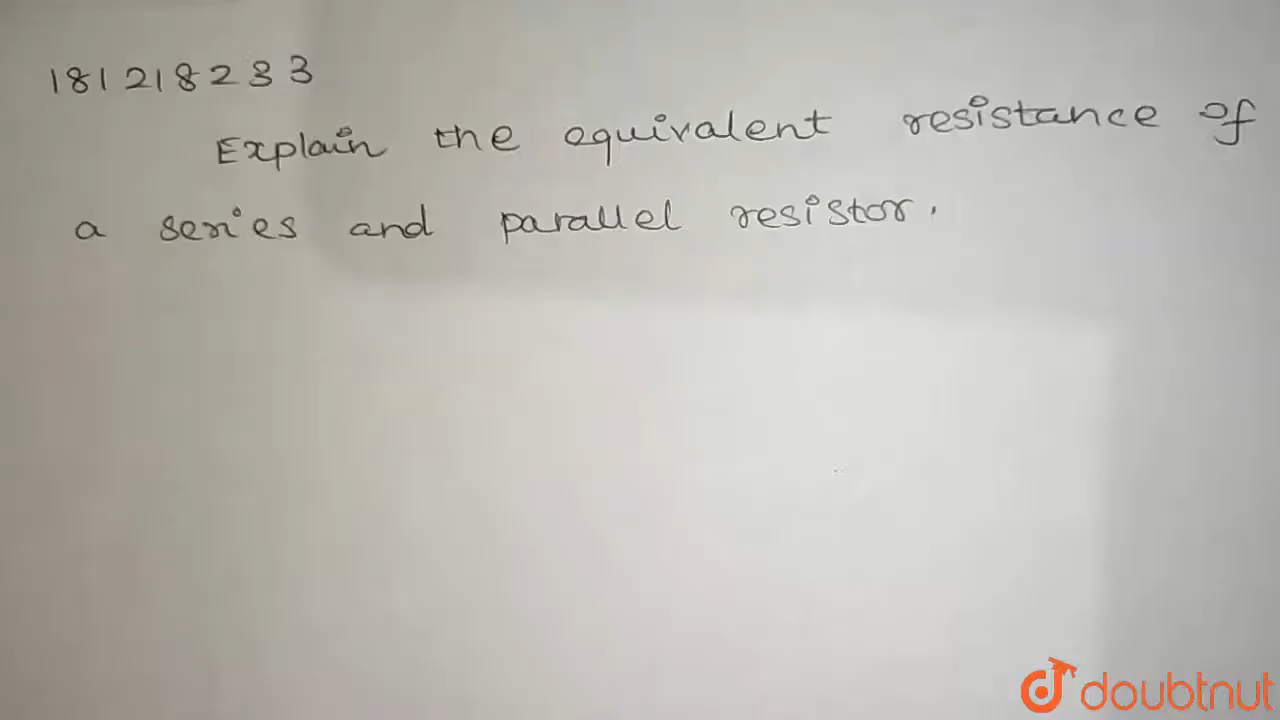 181218233
Explain the equivalent resistance of
a series and parallel resistor.
doubtnut